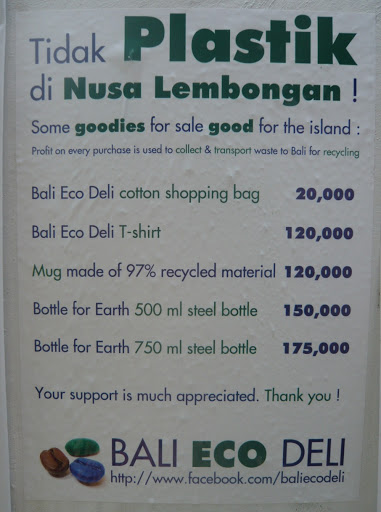 Tidak Plastik
di Nusa Lembongan !
Some goodies for sale good for the island :
Profit on every purchase is used to collect & transport waste to Bali for recycling
Bali Eco Deli cotton shopping bag 20,000
Bali Eco Deli T-shirt 120,000
Mug made of 97% recycled material 120,000
Bottle for Earth 500 ml steel bottle 150,000
Bottle for Earth 750 ml steel bottle 175,000
Your support is much appreciated. Thank you !
BALI ECO DELI
http://www.facebook.com/baliecodeli